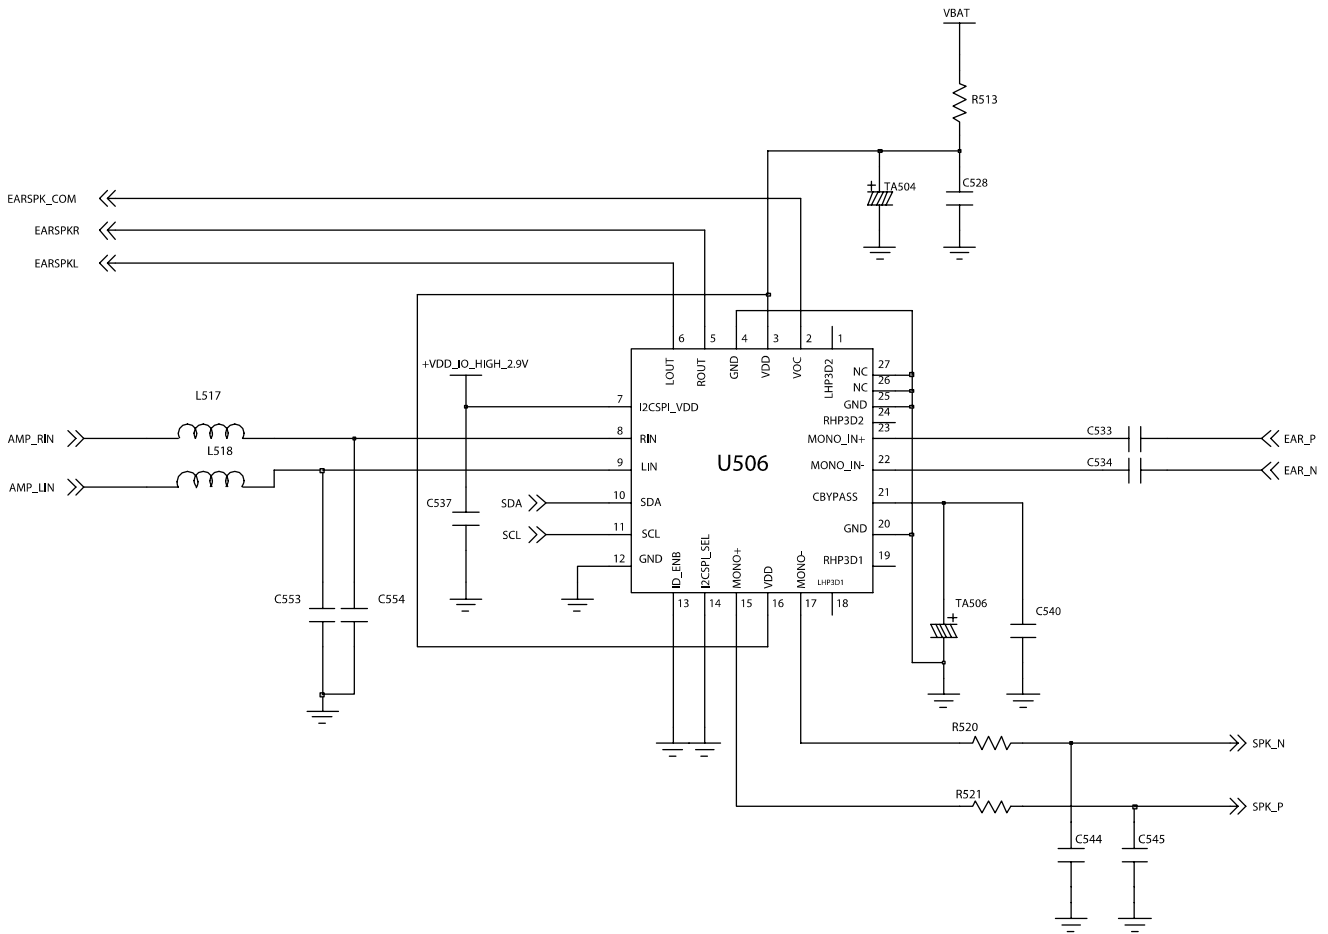 VBAT
R513
TA504
C528
EARSPK_COM
EARSPKR
EARSPKL
6 5 4 3 2 1
LOUT ROUT GND VDD VOC LHP3D2
+VDD_IO_HIGH_2.9V
L517
AMP_RIN
L518
AMP_LIN
7 I2CSPI_VDD
8 RIN
9 LIN
10 SDA
11 SCL
12 GND
SDA
SCL
C537
C553
C554
U506
NC 27
NC 26
GND 25
RHP3D2 24
MONO_IN+ 23
MONO_IN- 22
CBYPASS 21
GND 20
RHP3D1 19
C533
EAR_P
C534
EAR_N
ID_ENB I2CSPI_SEL MONO+ VDD MONO- LHP3D1
13 14 15 16 17 18
TA506
C540
R520
SPK_N
R521
SPK_P
C544
C545
+
+